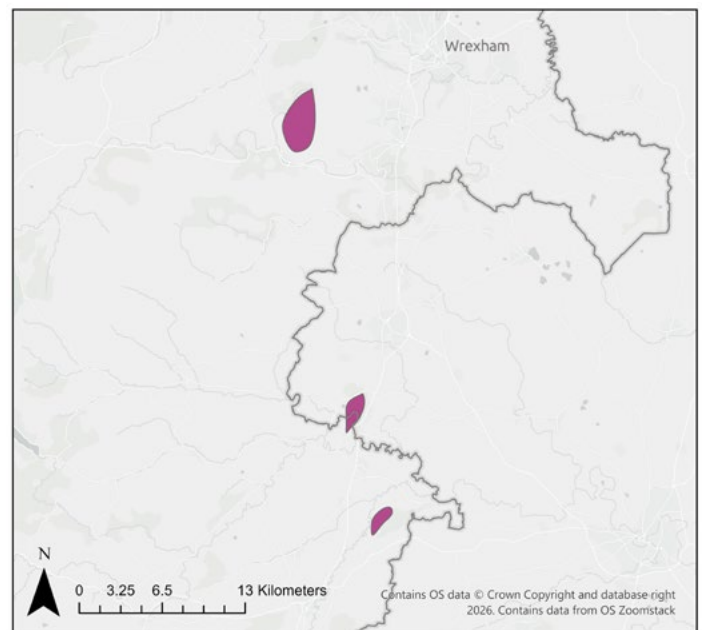 Wrexham
N
0 3.25 6.5 13 Kilometers
Contains OS data © Crown Copyright and database right
2026. Contains data from OS Zoomstack